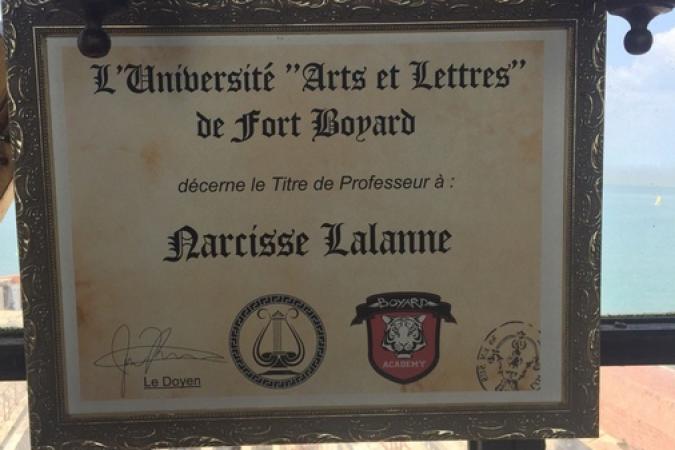 L'Université "Arts et Lettres"
de Fort Boyard
décerne le Titre de Professeur à :
Narcisse Lalanne
Le Doyen
BOYARD
ACADEMY